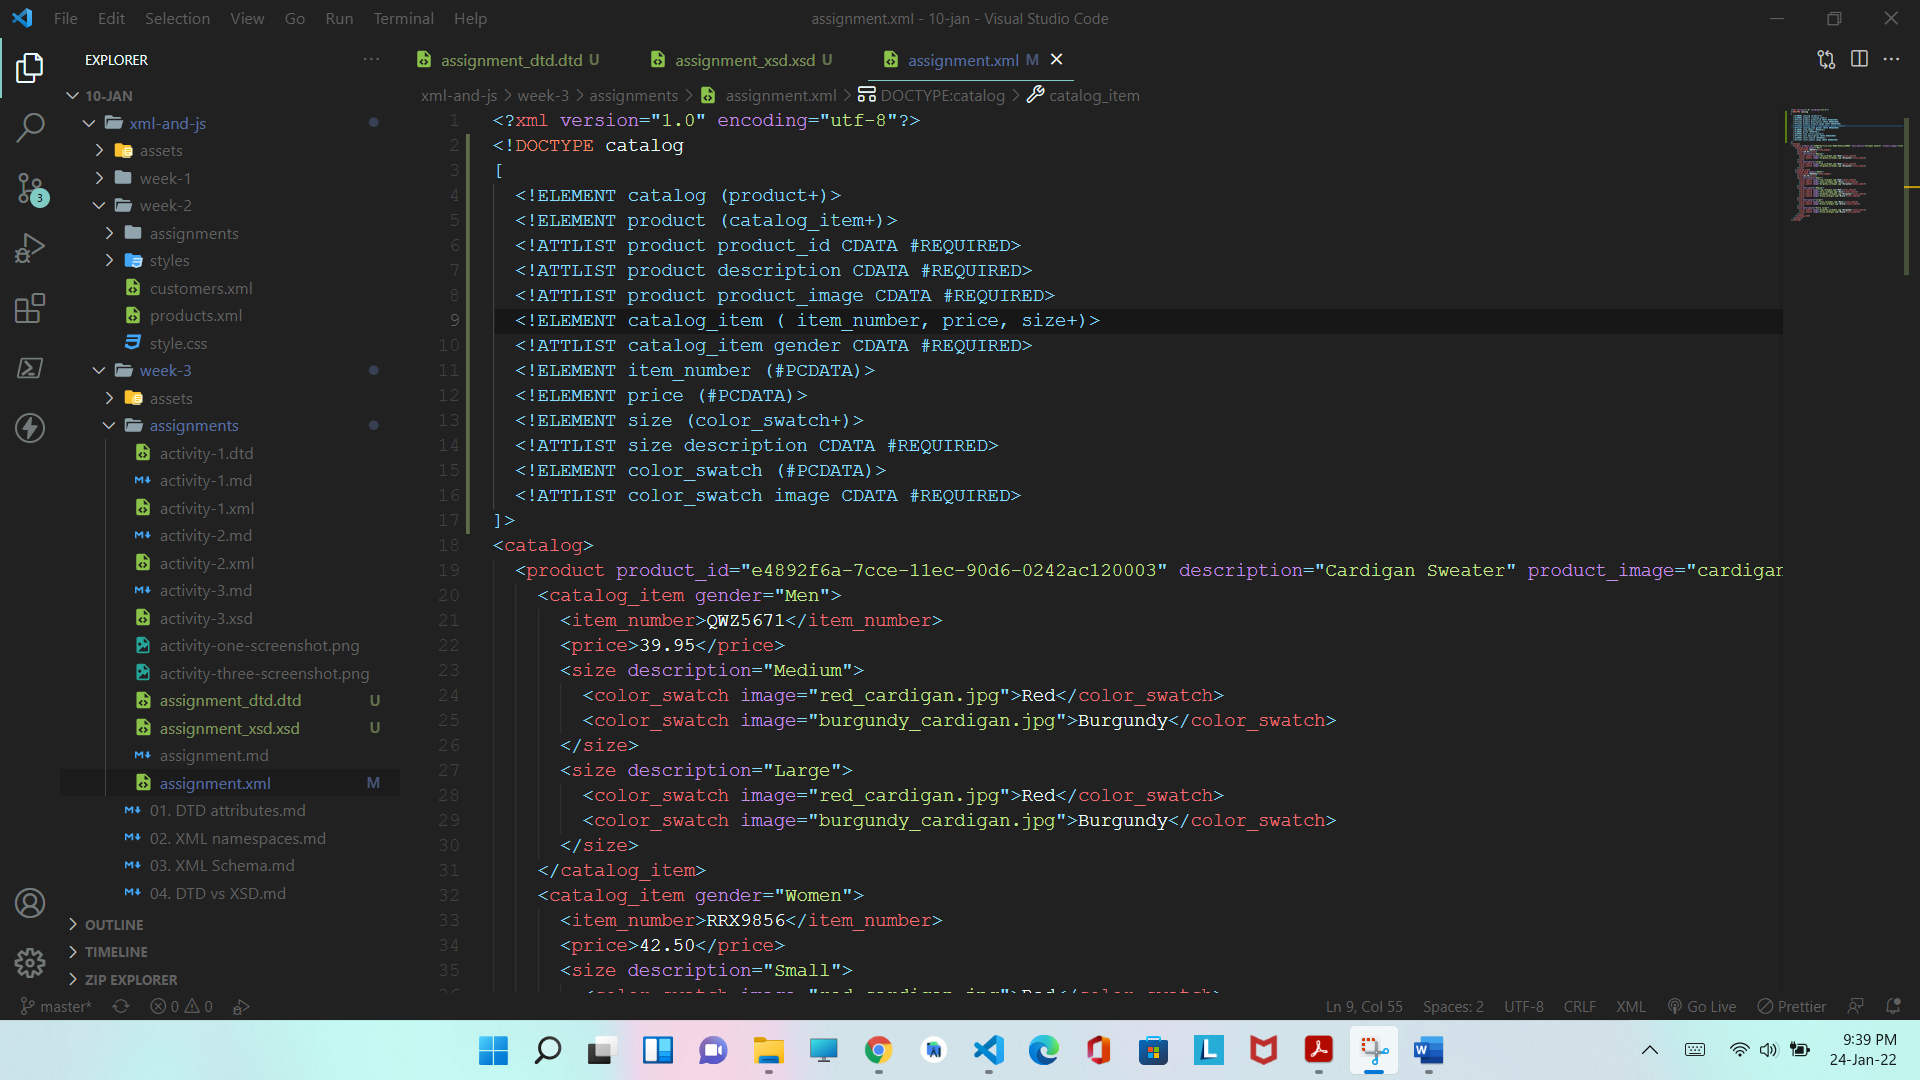 File Edit Selection View Go Run Terminal Help
assignment.xml - 10-jan - Visual Studio Code
EXPLORER
assignment_dtd.dtd U
assignment_xsd.xsd U
assignment.xml M
xml-and-js > week-3 > assignments > assignment.xml > DOCTYPE:catalog > catalog_item
10-JAN
xml-and-js
assets
week-1
week-2
assignments
styles
customers.xml
products.xml
style.css
week-3
assets
assignments
activity-1.dtd
activity-1.md
activity-1.xml
activity-2.md
activity-2.xml
activity-3.md
activity-3.xsd
activity-one-screenshot.png
activity-three-screenshot.png
assignment_dtd.dtd U
assignment_xsd.xsd U
assignment.md
assignment.xml M
01. DTD attributes.md
02. XML namespaces.md
03. XML Schema.md
04. DTD vs XSD.md
OUTLINE
TIMELINE
ZIP EXPLORER
3
1 <?xml version="1.0" encoding="utf-8"?>
2 <!DOCTYPE catalog
3 [
4 <!ELEMENT catalog (product+)>
5 <!ELEMENT product (catalog_item+)>
6 <!ATTLIST product product_id CDATA #REQUIRED>
7 <!ATTLIST product description CDATA #REQUIRED>
8 <!ATTLIST product product_image CDATA #REQUIRED>
9 <!ELEMENT catalog_item ( item_number, price, size+)>
10 <!ATTLIST catalog_item gender CDATA #REQUIRED>
11 <!ELEMENT item_number (#PCDATA)>
12 <!ELEMENT price (#PCDATA)>
13 <!ELEMENT size (color_swatch+)>
14 <!ATTLIST size description CDATA #REQUIRED>
15 <!ELEMENT color_swatch (#PCDATA)>
16 <!ATTLIST color_swatch image CDATA #REQUIRED>
17 ]>
18 <catalog>
19 <product product_id="e4892f6a-7cce-11ec-90d6-0242ac120003" description="Cardigan Sweater" product_image="cardigan
20 <catalog_item gender="Men">
21 <item_number>QWZ5671</item_number>
22 <price>39.95</price>
23 <size description="Medium">
24 <color_swatch image="red_cardigan.jpg">Red</color_swatch>
25 <color_swatch image="burgundy_cardigan.jpg">Burgundy</color_swatch>
26 </size>
27 <size description="Large">
28 <color_swatch image="red_cardigan.jpg">Red</color_swatch>
29 <color_swatch image="burgundy_cardigan.jpg">Burgundy</color_swatch>
30 </size>
31 </catalog_item>
32 <catalog_item gender="Women">
33 <item_number>RRX9856</item_number>
34 <price>42.50</price>
35 <size description="Small">
36 <color_swatch image="red_cardigan.jpg">Red</color_swatch>
master* 0 0
Ln 9, Col 55 Spaces: 2 UTF-8 CRLF XML Go Live Prettier
9:39 PM
24-Jan-22